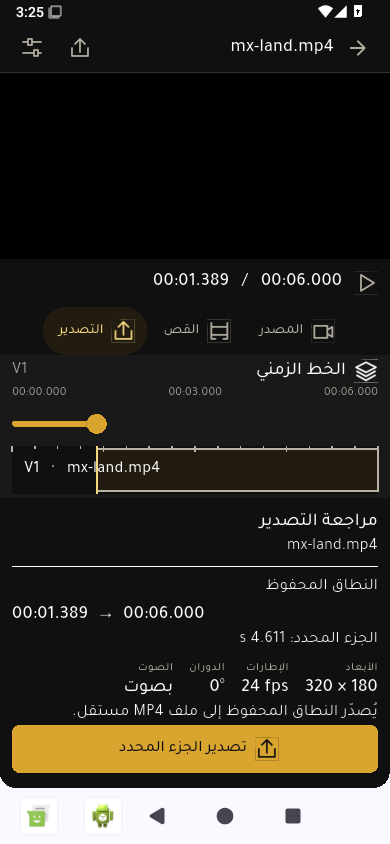 3:25
mx-land.mp4
00:01.389 / 00:06.000
المصدر
القص
التصدير
الخط الزمني
V1
00:00.000
00:03.000
00:06.000
V1 · mx-land.mp4
مراجعة التصدير
mx-land.mp4
النطاق المحفوظ
00:01.389 → 00:06.000
الجزء المحدد: 4.611 s
الأبعاد الإطارات الدوران الصوت
320 × 180 24 fps 0° بصوت
يُصدّر النطاق المحفوظ إلى ملف MP4 مستقل.
تصدير الجزء المحدد